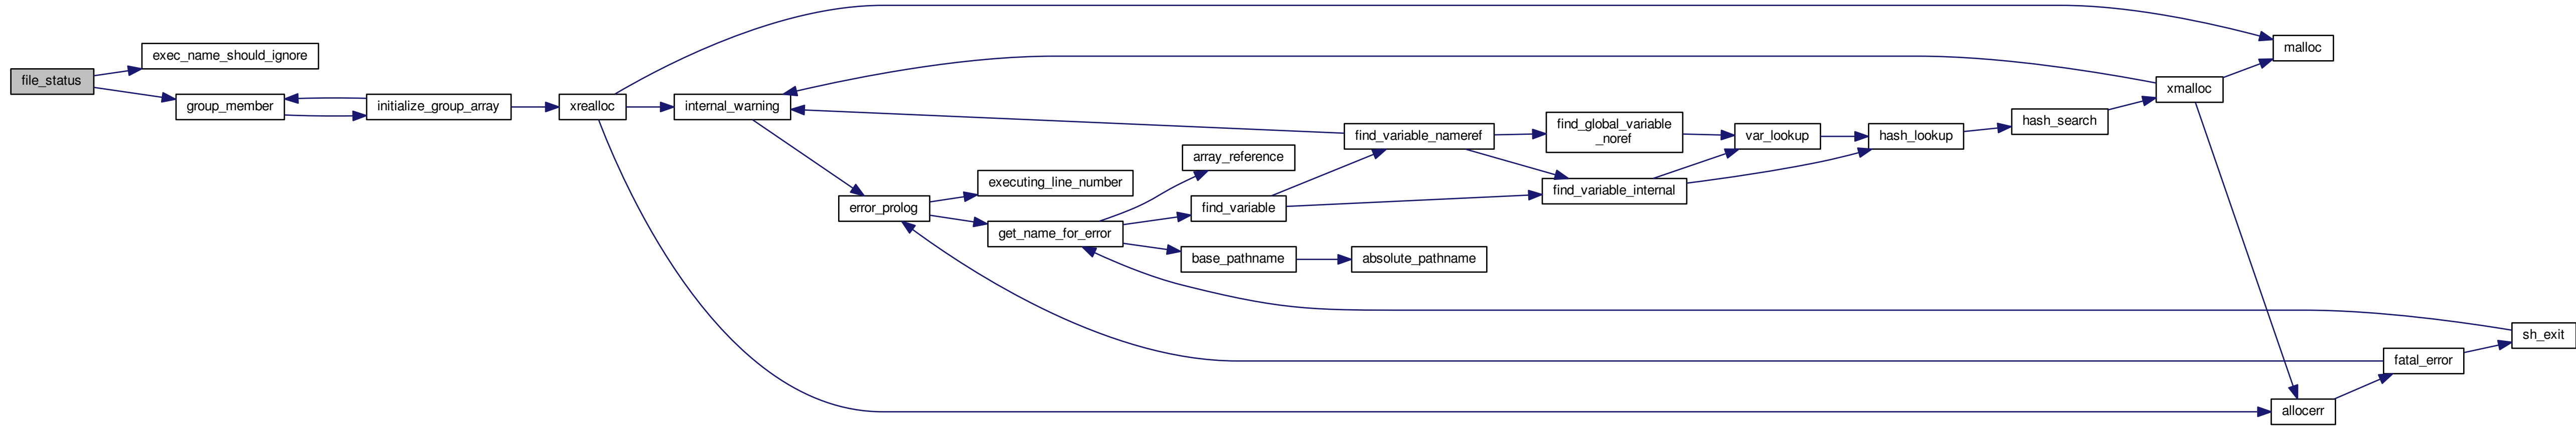 file_status
exec_name_should_ignore
group_member
initialize_group_array
xrealloc
internal_warning
error_prolog
executing_line_number
get_name_for_error
array_reference
find_variable
base_pathname
absolute_pathname
find_variable_nameref
find_global_variable
_noref
find_variable_internal
var_lookup
hash_lookup
hash_search
xmalloc
malloc
allocerr
fatal_error
sh_exit